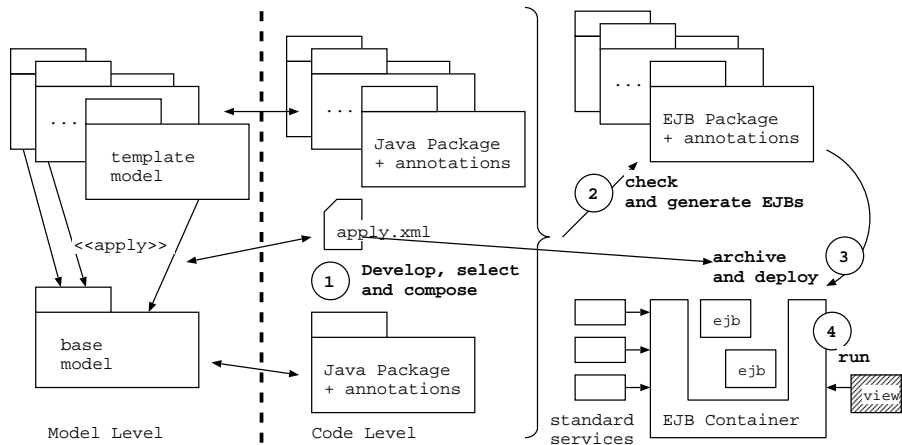 ...
template
model
<<apply>>
base
model
Model Level
...
Java Package
+ annotations
apply.xml
1
Develop, select
and compose
Java Package
+ annotations
Code Level
...
EJB Package
+ annotations
2
check
and generate EJBs
3
archive
and deploy
ejb
ejb
4
run
view
standard
services
EJB Container